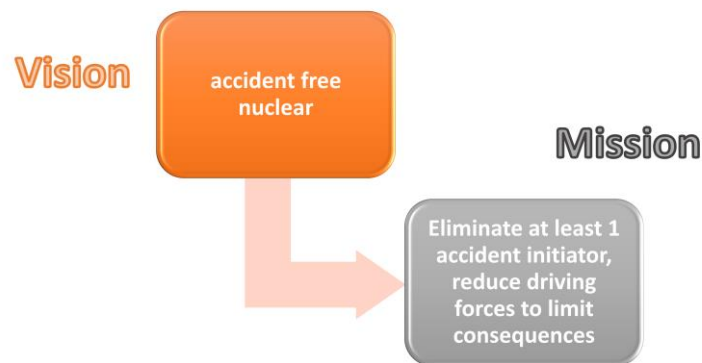 Vision
accident free
nuclear
Mission
Eliminate at least 1
accident initiator,
reduce driving
forces to limit
consequences